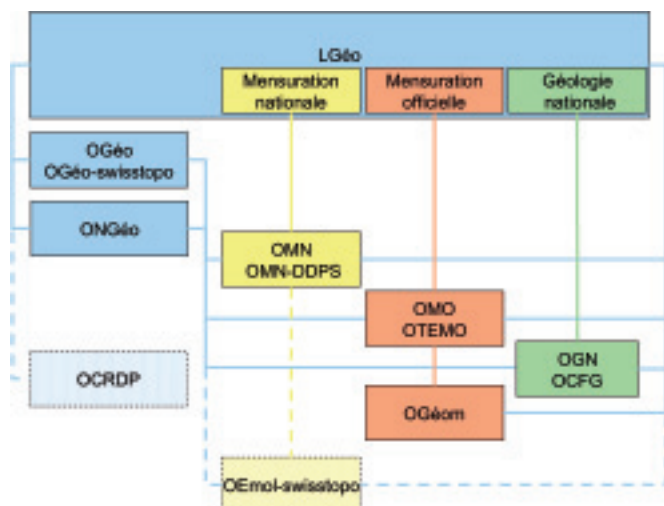 LGéo
Mensuration
nationale
Mensuration
officielle
Géologie
nationale
OGéo
OGéo-swisstopo
ONGéo
OMN
OMN-DDPS
OMO
OTEMO
OGN
OCFG
OCRDP
OGéom
OEmol-swisstopo